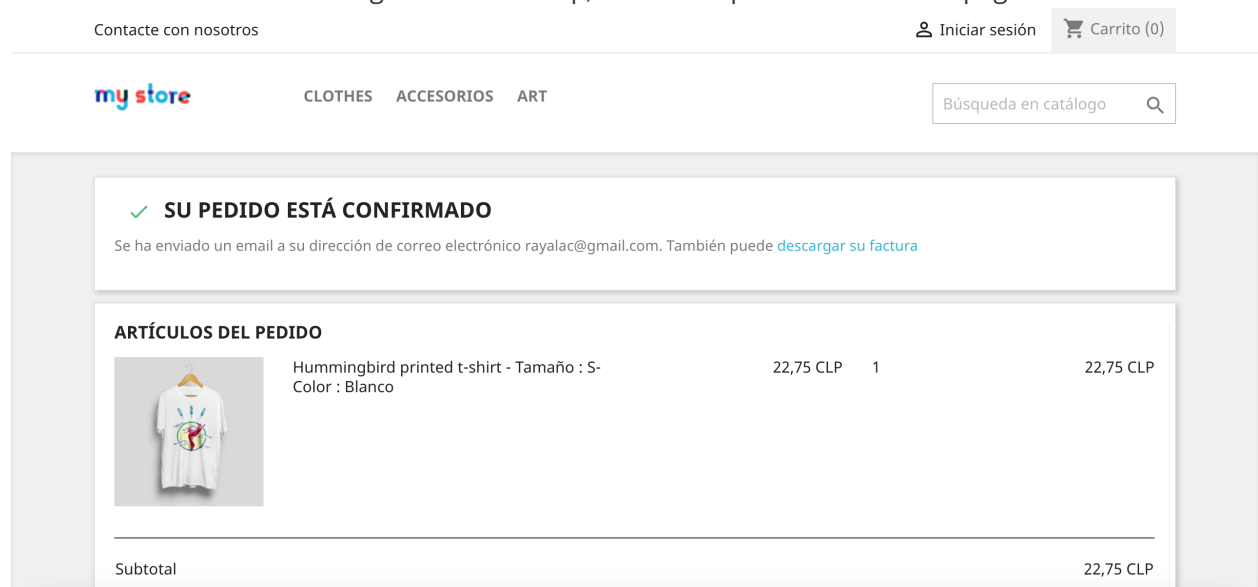 Contacte con nosotros
Iniciar sesión
Carrito (0)
my store
CLOTHES ACCESORIOS ART
Búsqueda en catálogo
SU PEDIDO ESTÁ CONFIRMADO
Se ha enviado un email a su dirección de correo electrónico rayalac@gmail.com. También puede descargar su factura
ARTÍCULOS DEL PEDIDO
Hummingbird printed t-shirt - Tamaño : S- 22,75 CLP 1 22,75 CLP
Color : Blanco
Subtotal 22,75 CLP